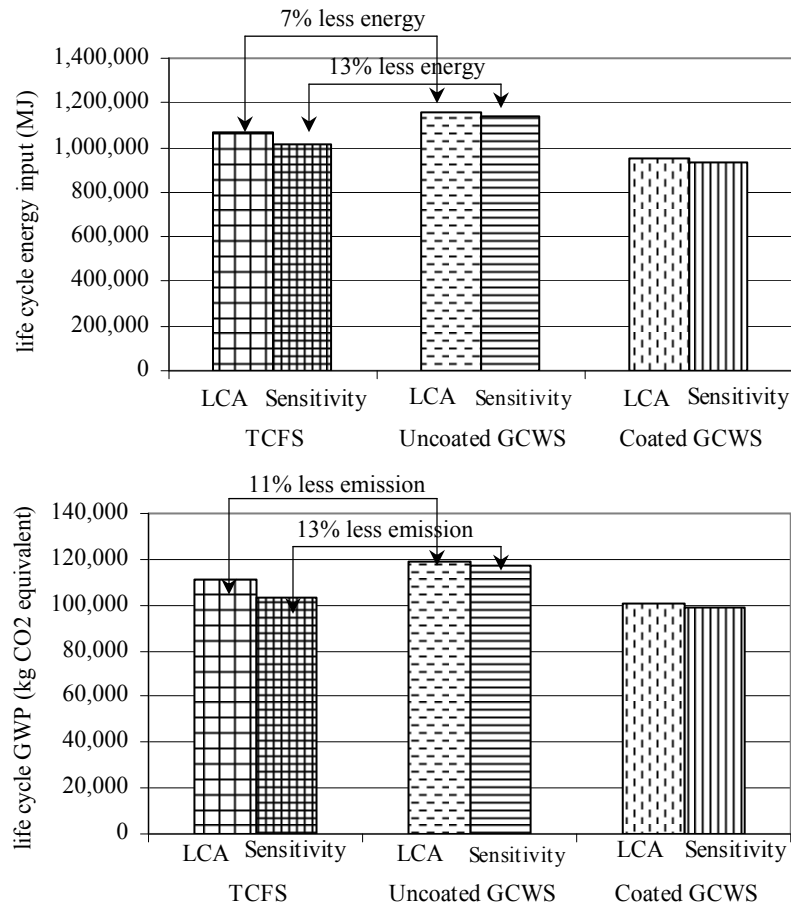 7% less energy
13% less energy
life cycle energy input (MJ)
1,400,000
1,200,000
1,000,000
800,000
600,000
400,000
200,000
0
LCA Sensitivity LCA Sensitivity LCA Sensitivity
TCFS Uncoated GCWS Coated GCWS
11% less emission
13% less emission
life cycle GWP (kg CO2 equivalent)
140,000
120,000
100,000
80,000
60,000
40,000
20,000
0
LCA Sensitivity LCA Sensitivity LCA Sensitivity
TCFS Uncoated GCWS Coated GCWS